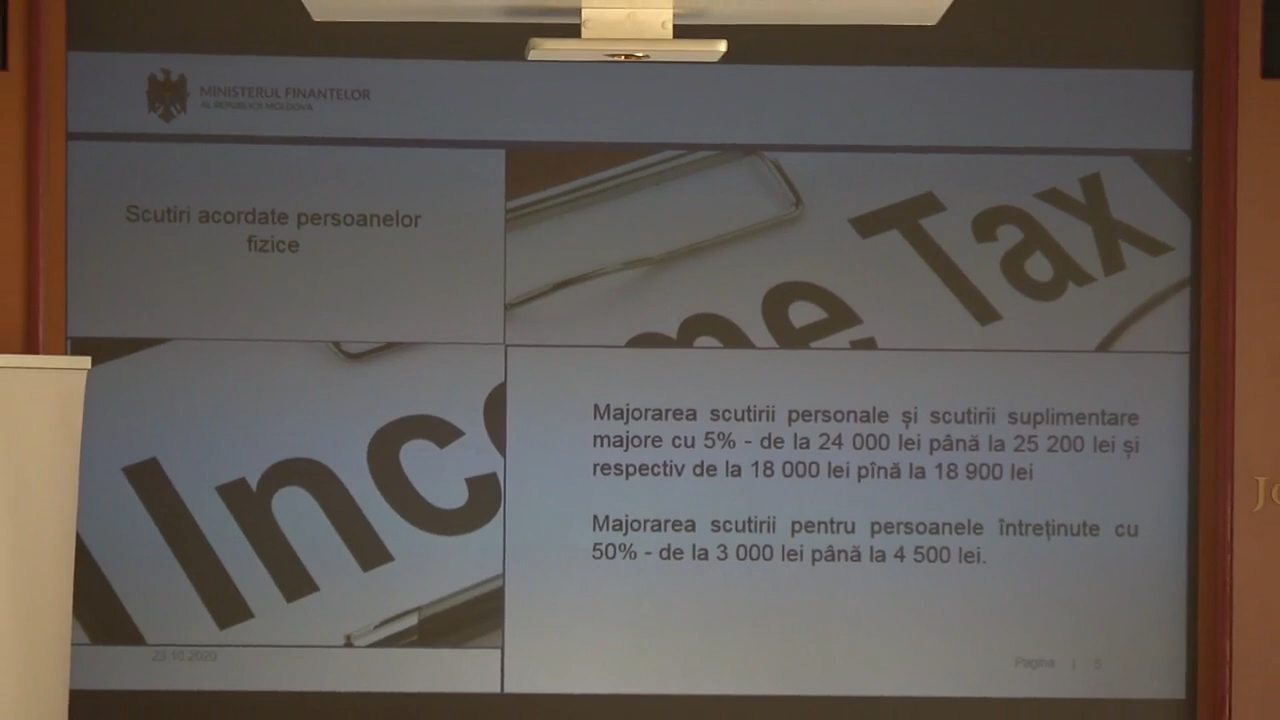 MINISTERUL FINANȚELOR
AL REPUBLICII MOLDOVA
Scutiri acordate persoanelor
fizice
me Tax
Inco
Majorarea scutirii personale și scutirii suplimentare
majore cu 5% - de la 24 000 lei până la 25 200 lei și
respectiv de la 18 000 lei pînă la 18 900 lei
Majorarea scutirii pentru persoanele întreținute cu
50% - de la 3 000 lei până la 4 500 lei.
23 10 2020
Pagina | 5